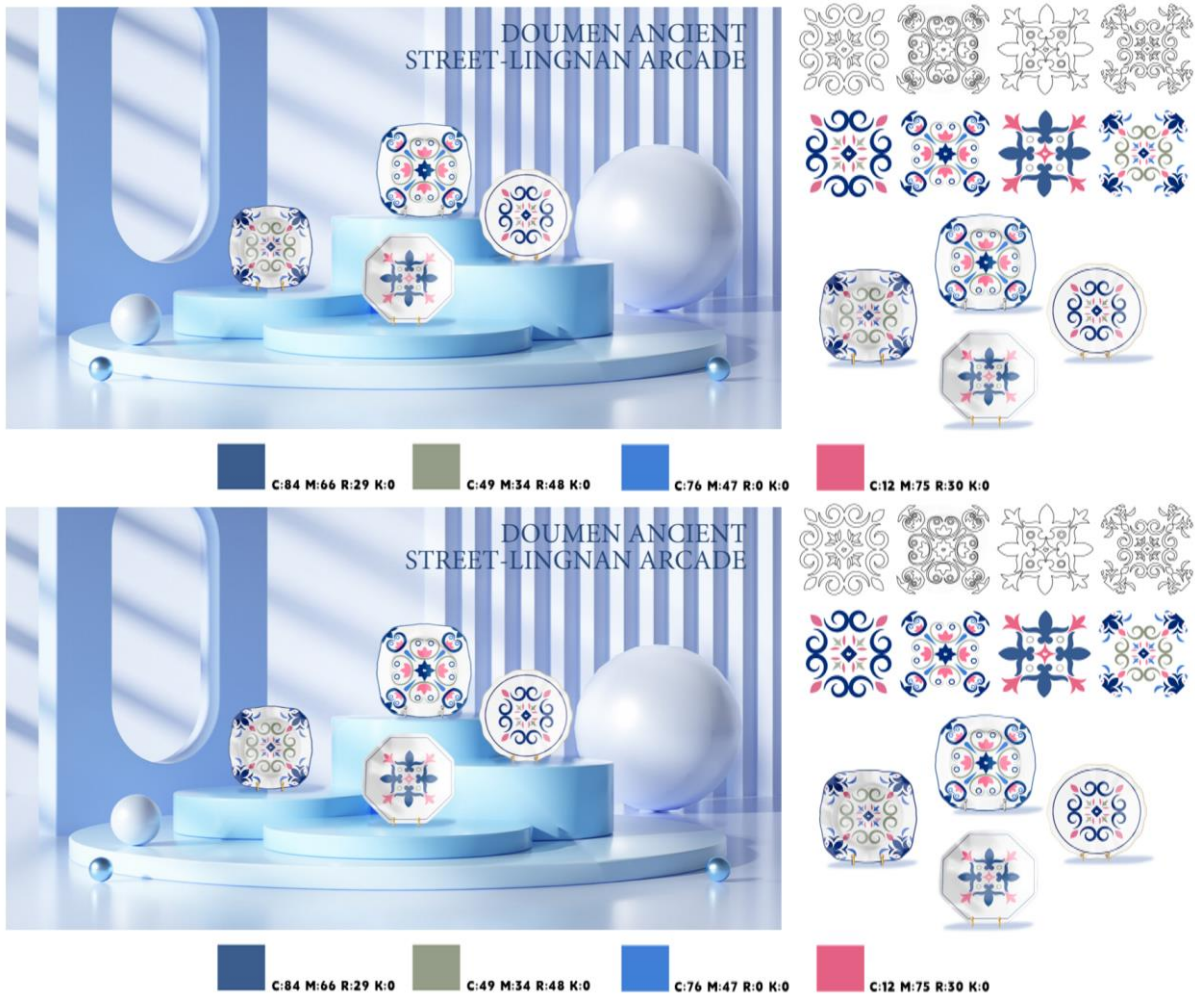 DOUMEN ANCIENT
STREET-LINGNAN ARCADE
C:84 M:66 R:29 K:0
C:49 M:34 R:48 K:0
C:76 M:47 R:0 K:0
C:12 M:75 R:30 K:0
DOUMEN ANCIENT
STREET-LINGNAN ARCADE
C:84 M:66 R:29 K:0
C:49 M:34 R:48 K:0
C:76 M:47 R:0 K:0
C:12 M:75 R:30 K:0